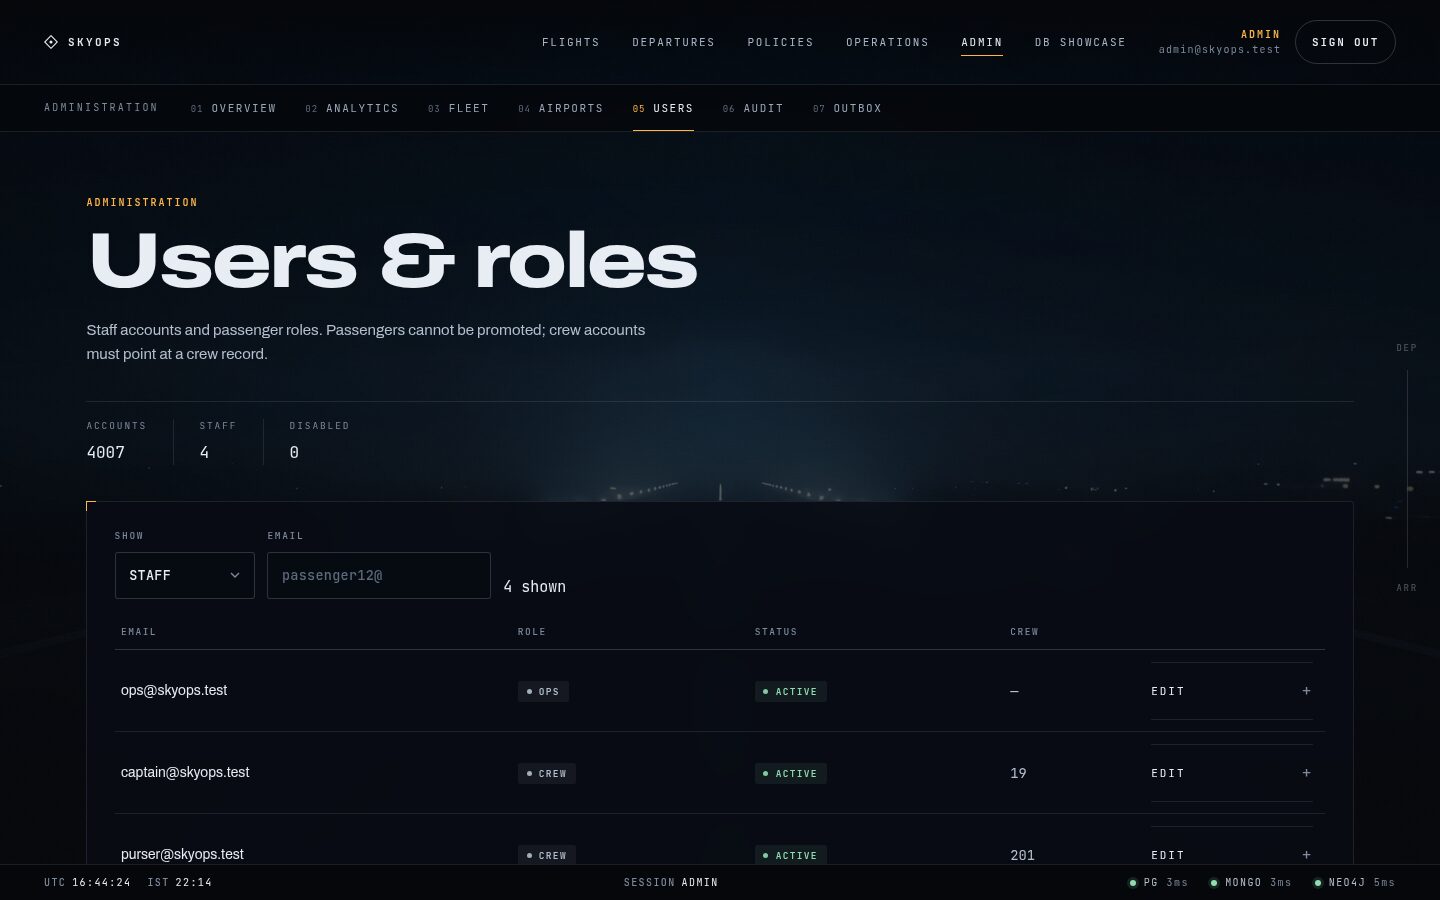 SKYOPS
FLIGHTS DEPARTURES POLICIES OPERATIONS ADMIN DB SHOWCASE
ADMIN
admin@skyops.test
SIGN OUT
ADMINISTRATION 01 OVERVIEW 02 ANALYTICS 03 FLEET 04 AIRPORTS 05 USERS 06 AUDIT 07 OUTBOX
ADMINISTRATION
Users & roles
Staff accounts and passenger roles. Passengers cannot be promoted; crew accounts
must point at a crew record.
DEP
ACCOUNTS STAFF DISABLED
4007 4 0
SHOW EMAIL
STAFF passenger12@ 4 shown
ARR
EMAIL ROLE STATUS CREW
ops@skyops.test OPS ACTIVE — EDIT +
captain@skyops.test CREW ACTIVE 19 EDIT +
purser@skyops.test CREW ACTIVE 201 EDIT +
UTC 16:44:24 IST 22:14 SESSION ADMIN PG 3ms MONGO 3ms NEO4J 5ms